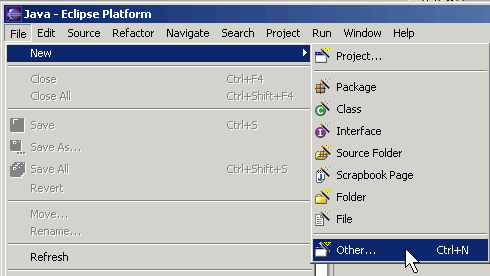 Java - Eclipse Platform
File Edit Source Refactor Navigate Search Project Run Window Help
New
Close Ctrl+F4
Close All Ctrl+Shift+F4
Save Ctrl+S
Save As...
Save All Ctrl+Shift+S
Revert
Move...
Rename...
Refresh
Project...
Package
Class
Interface
Source Folder
Scrapbook Page
Folder
File
Other... Ctrl+N